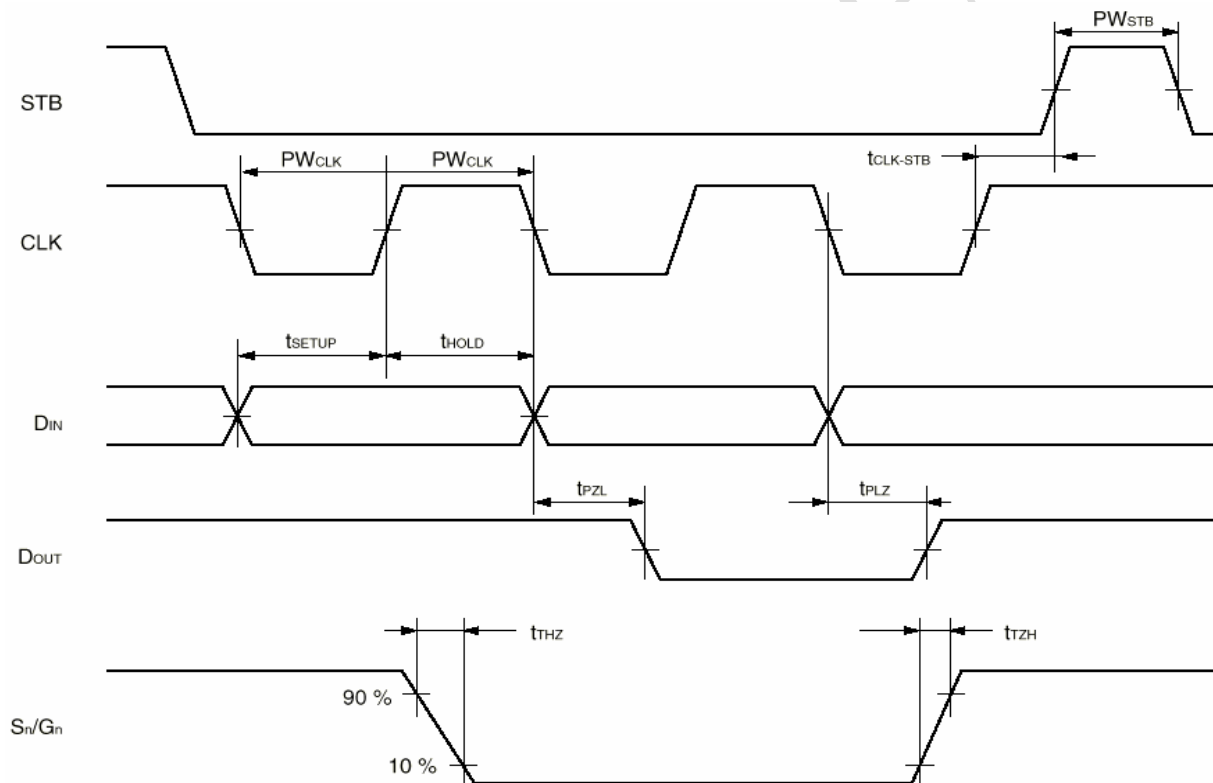 PWSTB
STB
PWCLK PWCLK
tCLK-STB
CLK
tSETUP tHOLD
DIN
tPZL tPLZ
DOUT
tTHZ tTZH
90 %
Sn/Gn
10 %